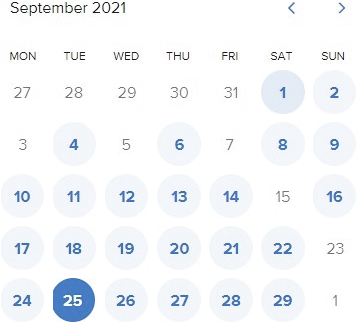 September 2021
MON TUE WED THU FRI SAT SUN
27 28 29 30 31 1 2
3 4 5 6 7 8 9
10 11 12 13 14 15 16
17 18 19 20 21 22 23
24 25 26 27 28 29 1